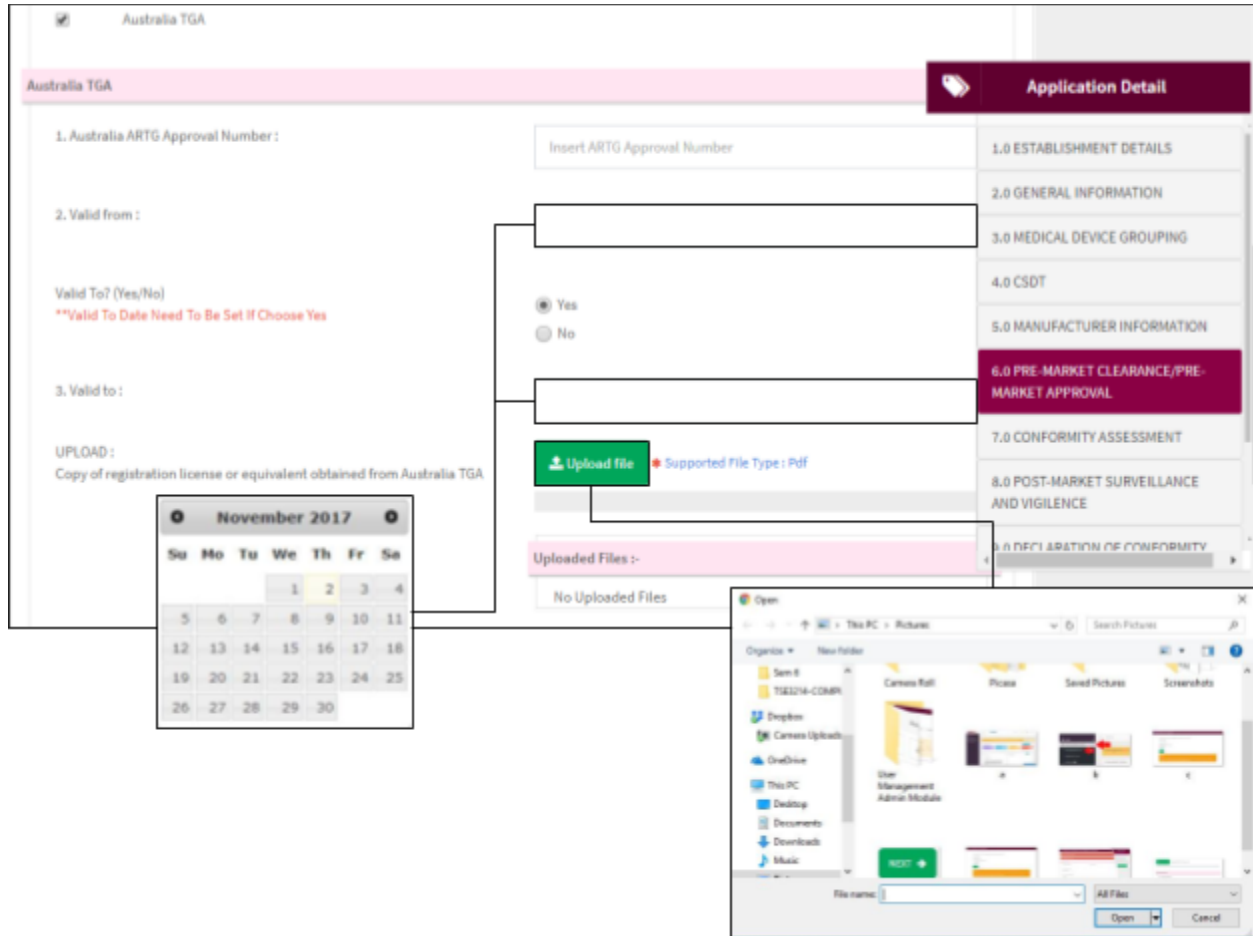 Australia TGA
Australia TGA
1. Australia ARTG Approval Number :
Insert ARTG Approval Number
2. Valid from :
Valid To? (Yes/No)
**Valid To Date Need To Be Set If Choose Yes
Yes
No
3. Valid to :
UPLOAD :
Copy of registration license or equivalent obtained from Australia TGA
Upload file
* Supported File Type : Pdf
Uploaded Files :-
No Uploaded Files
Application Detail
1.0 ESTABLISHMENT DETAILS
2.0 GENERAL INFORMATION
3.0 MEDICAL DEVICE GROUPING
4.0 CSDT
5.0 MANUFACTURER INFORMATION
6.0 PRE-MARKET CLEARANCE/PRE-
MARKET APPROVAL
7.0 CONFORMITY ASSESSMENT
8.0 POST-MARKET SURVEILLANCE
AND VIGILENCE
9.0 DECLARATION OF CONFORMITY
November 2017
Su Mo Tu We Th Fr Sa
1 2 3 4
5 6 7 8 9 10 11
12 13 14 15 16 17 18
19 20 21 22 23 24 25
26 27 28 29 30
Open
This PC > Pictures
Search Pictures
Organize
New folder
Sem 6
Dropbox
Camera Uploads
OneDrive
This PC
Desktop
Documents
Downloads
Music
Camera Roll
Picasa
Saved Pictures
Screenshots
User
Management
Admin Module
a
b
c
NEXT
File name:
All Files
Open
Cancel